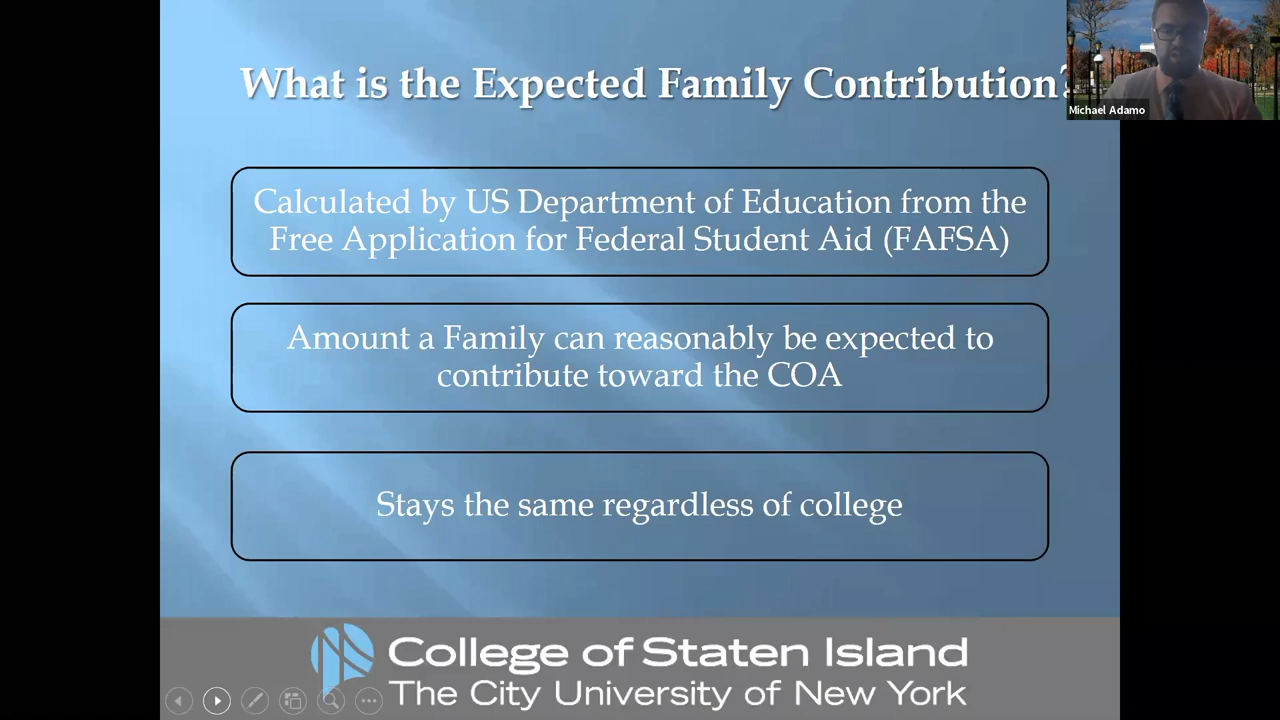 What is the Expected Family Contribution?
Michael Adamo
Calculated by US Department of Education from the
Free Application for Federal Student Aid (FAFSA)
Amount a Family can reasonably be expected to
contribute toward the COA
Stays the same regardless of college
College of Staten Island
The City University of New York